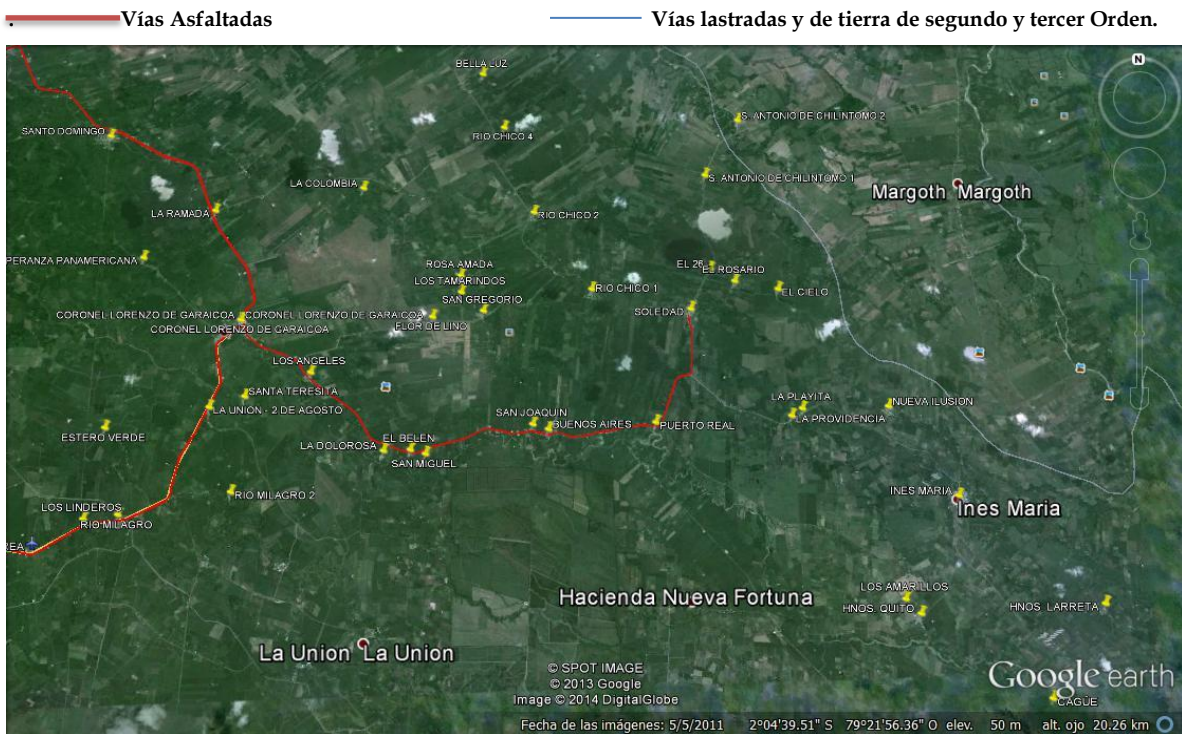 . Vías Asfaltadas Vías lastradas y de tierra de segundo y tercer Orden.
BELLA LUZ
N
S. ANTONIO DE CHILINTOMO 2
SANTO DOMINGO
RIO CHICO 4
S. ANTONIO DE CHILINTOMO 1
LA COLOMBIA
Margoth Margoth
LA RAMADA
RIO CHICO 2
PERANZA PANAMERICANA
ROSA AMADA
EL 26
EL ROSARIO
LOS TAMARINDOS
RIO CHICO 1
EL CIELO
SAN GREGORIO
CORONEL LORENZO DE GARAICOA
CORONEL LORENZO DE GARAICOA
SOLEDAD
FLOR DE LINO
CORONEL LORENZO DE GARAICOA
LOS ANGELES
SANTA TERESITA
LA PLAYITA
NUEVA ILUSION
LA UNION - 2 DE AGOSTO
SAN JOAQUIN
LA PROVIDENCIA
BUENOS AIRES
PUERTO REAL
ESTERO VERDE
EL BELEN
LA DOLOROSA
SAN MIGUEL
RIO MILAGRO 2
INES MARIA
LOS LINDEROS
Ines Maria
RIO MILAGRO
REA
LOS AMARILLOS
Hacienda Nueva Fortuna
HNOS. QUITO
HNOS. LARRETA
La Union La Union
© SPOT IMAGE
© 2013 Google
Image © 2014 DigitalGlobe
Google earth
CAGÜE
Fecha de las imágenes: 5/5/2011 2°04'39.51" S 79°21'56.36" O elev. 50 m alt. ojo 20.26 km